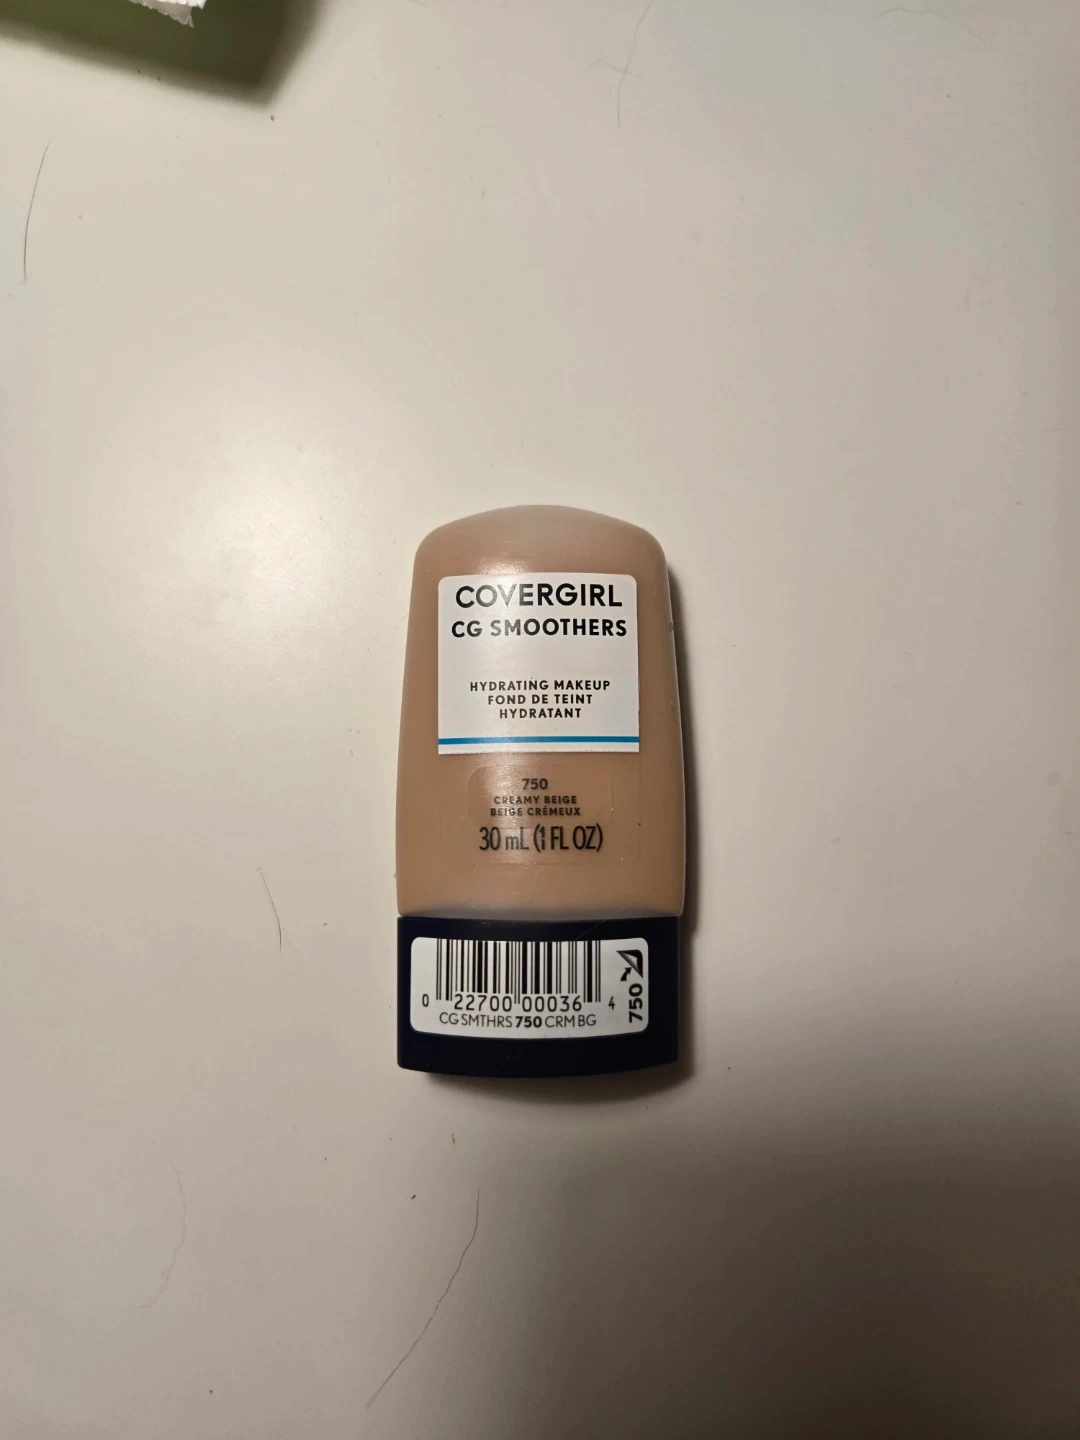 COVERGIRL
CG SMOOTHERS
HYDRATING MAKEUP
FOND DE TEINT
HYDRATANT
750
CREAMY BEIGE
BEIGE CRÉMEUX
30 mL (1 FL OZ)
0 22700 00036 4
CG SMTHRS 750 CRM BG
750